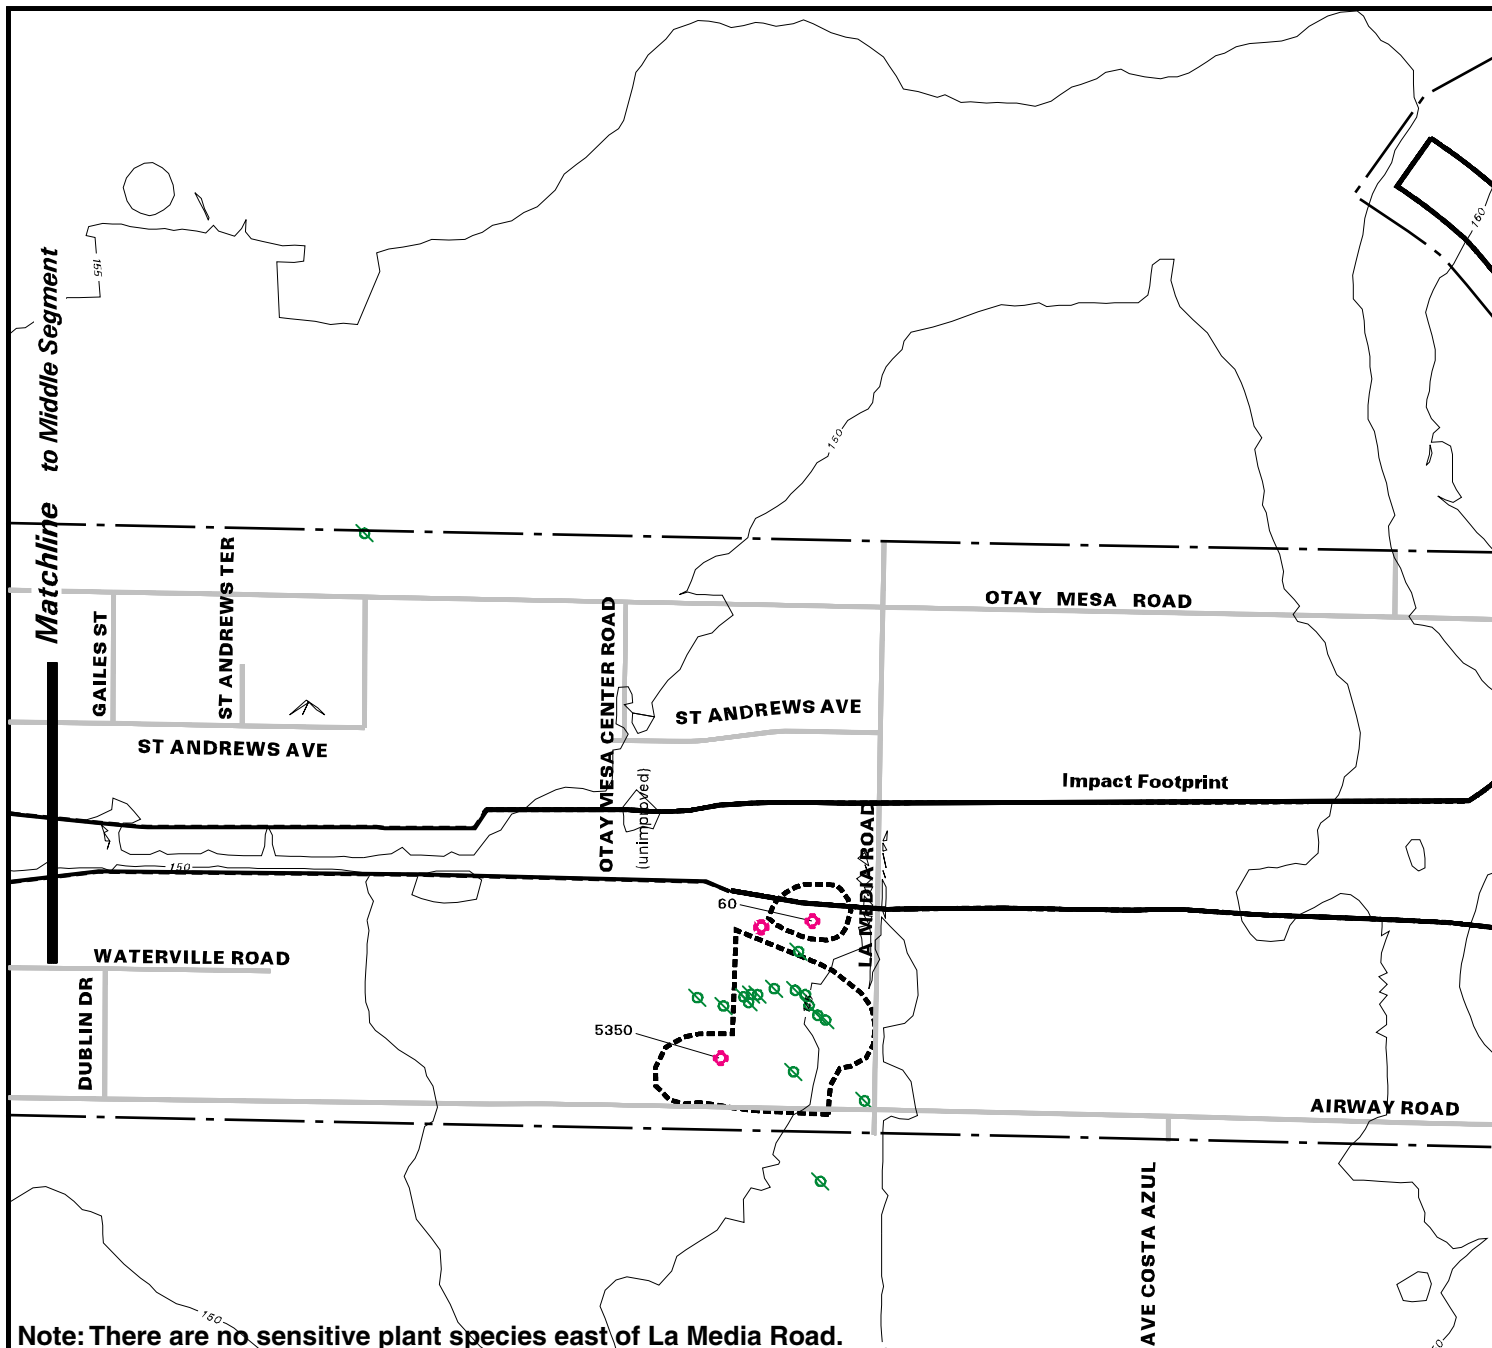 Matchline to Middle Segment
155
160
150
OTAY MESA ROAD
GAILES ST
ST ANDREWS TER
OTAY MESA CENTER ROAD
(unimproved)
ST ANDREWS AVE
ST ANDREWS AVE
Impact Footprint
LA MEDIA ROAD
150
60
WATERVILLE ROAD
DUBLIN DR
5350
AIRWAY ROAD
AVE COSTA AZUL
150
Note: There are no sensitive plant species east of La Media Road.